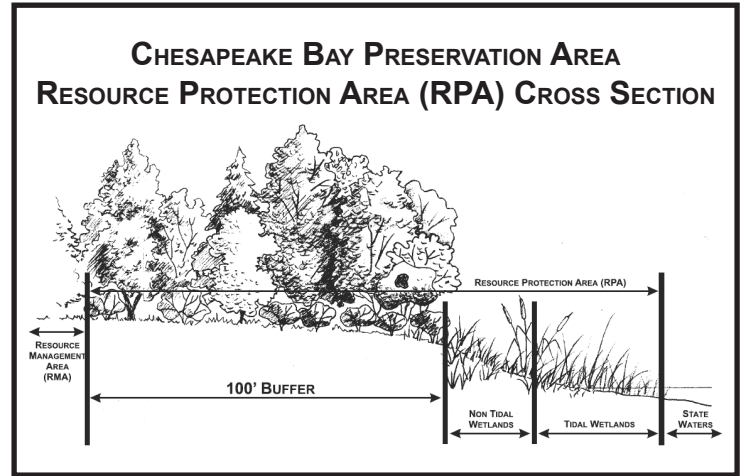 CHESAPEAKE BAY PRESERVATION AREA
RESOURCE PROTECTION AREA (RPA) CROSS SECTION
RESOURCE PROTECTION AREA (RPA)
RESOURCE
MANAGEMENT
AREA
(RMA)
100' BUFFER
NON TIDAL
WETLANDS
TIDAL WETLANDS
STATE
WATERS